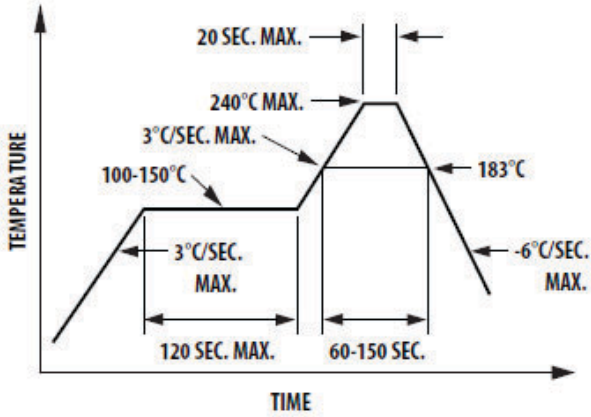 20 SEC. MAX.
240°C MAX.
3°C/SEC. MAX.
100-150°C
183°C
TEMPERATURE
3°C/SEC.
MAX.
-6°C/SEC.
MAX.
120 SEC. MAX.
60-150 SEC.
TIME